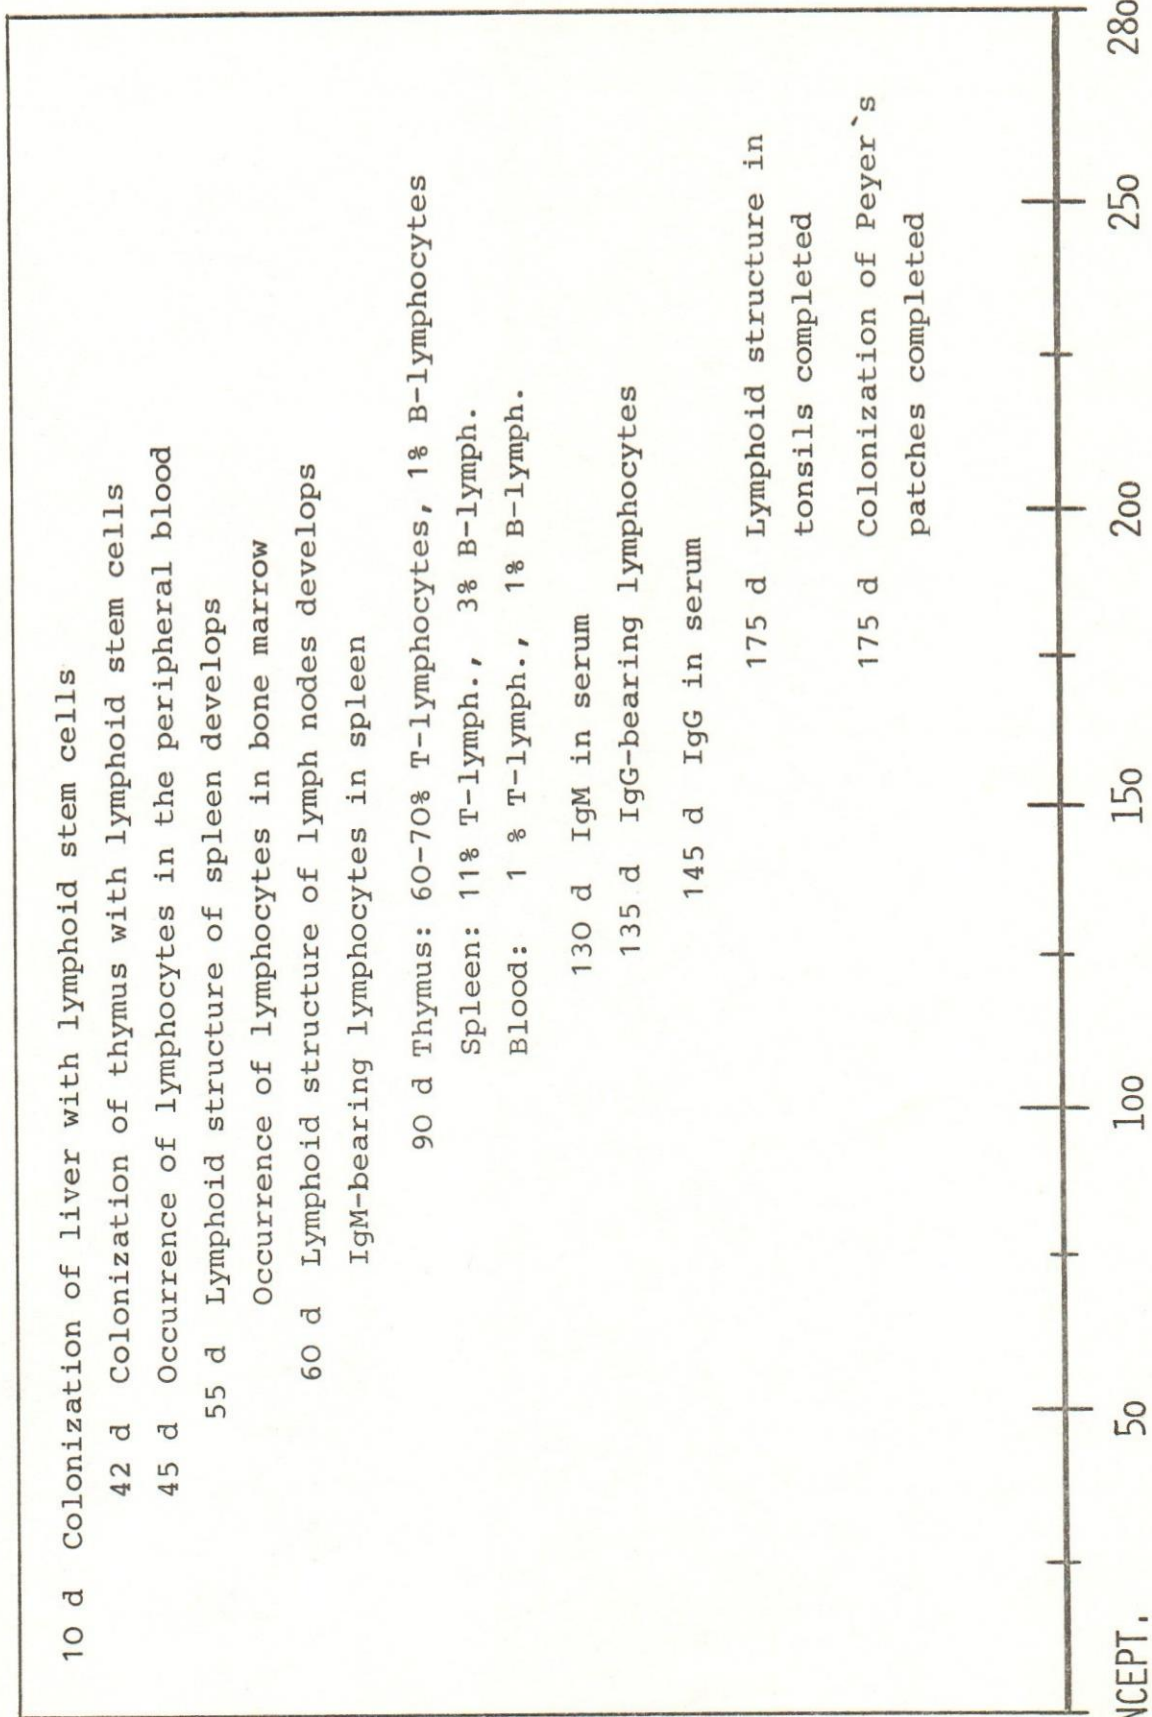 10 d Colonization of liver with lymphoid stem cells
42 d Colonization of thymus with lymphoid stem cells
45 d Occurrence of lymphocytes in the peripheral blood
55 d Lymphoid structure of spleen develops
Occurrence of lymphocytes in bone marrow
60 d Lymphoid structure of lymph nodes develops
IgM-bearing lymphocytes in spleen
90 d Thymus: 60-70% T-lymphocytes, 1% B-lymphocytes
Spleen: 11% T-lymph., 3% B-lymph.
Blood: 1 % T-lymph., 1% B-lymph.
130 d IgM in serum
135 d IgG-bearing lymphocytes
145 d IgG in serum
175 d Lymphoid structure in
tonsils completed
175 d Colonization of Peyer`s
patches completed
NCEPT. 50 100 150 200 250 280